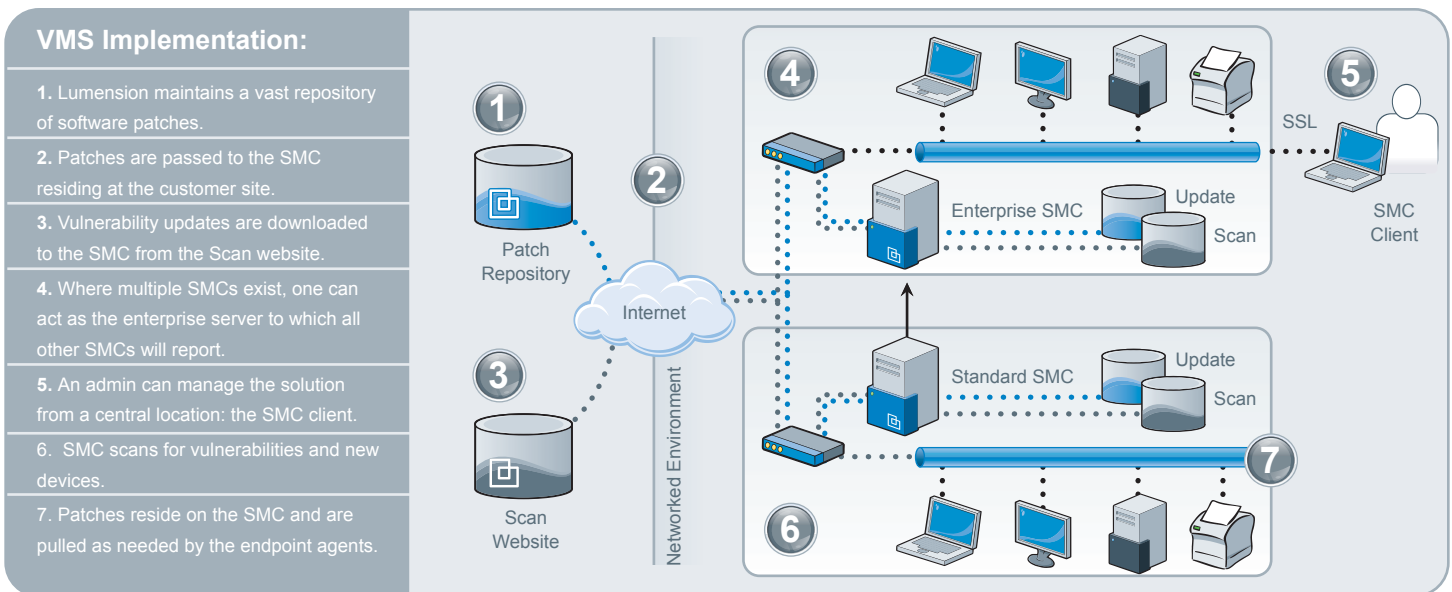 VMS Implementation:
1. Lumension maintains a vast repository
of software patches.
2. Patches are passed to the SMC
residing at the customer site.
3. Vulnerability updates are downloaded
to the SMC from the Scan website.
4. Where multiple SMCs exist, one can
act as the enterprise server to which all
other SMCs will report.
5. An admin can manage the solution
from a central location: the SMC client.
6. SMC scans for vulnerabilities and new
devices.
7. Patches reside on the SMC and are
pulled as needed by the endpoint agents.
1
Patch
Repository
2
Internet
3
Scan
Website
Networked Environment
4
Enterprise SMC
Update
Scan
SSL
5
SMC
Client
Standard SMC
Update
Scan
7
6